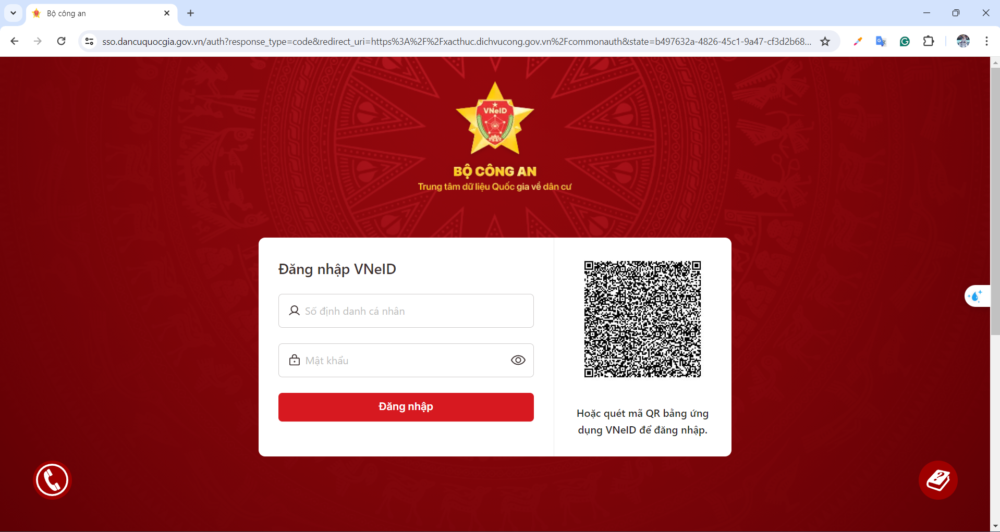 Bộ công an
sso.dancuquocgia.gov.vn/auth?response_type=code&redirect_uri=https%3A%2F%2Fxacthuc.dichvucong.gov.vn%2Fcommonauth&state=b497632a-4826-45c1-9a47-cf3d2b68...
VNeID
BỘ CÔNG AN
Trung tâm dữ liệu Quốc gia về dân cư
Đăng nhập VNeID
Số định danh cá nhân
Mật khẩu
Đăng nhập
Hoặc quét mã QR bằng ứng
dụng VNeID để đăng nhập.